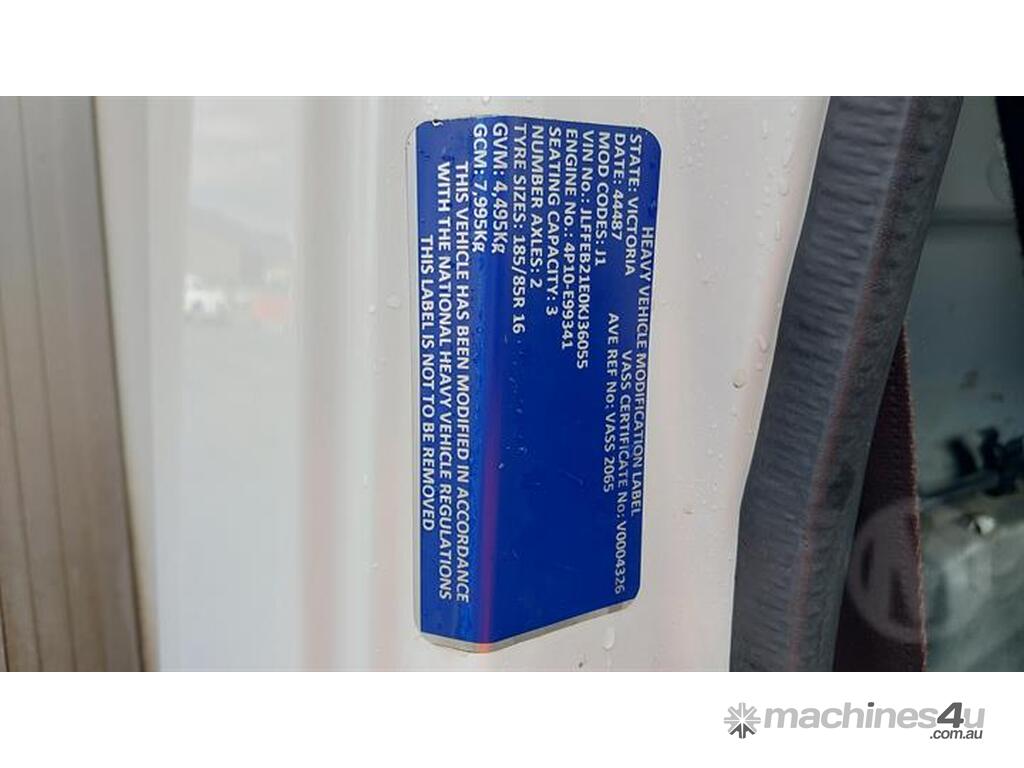 HEAVY VEHICLE MODIFICATION LABEL
STATE: VICTORIA VASS CERTIFICATE No: V0004326
DATE: 44487 AVE REF No: VASS 2065
MOD CODES: J1
VIN No.: JLFFEB21E0KJ36055
ENGINE No.: 4P10-E99341
SEATING CAPACITY: 3
NUMBER AXLES: 2
TYRE SIZES: 185/85R 16
GVM: 4,495Kg
GCM: 7,995Kg
THIS VEHICLE HAS BEEN MODIFIED IN ACCORDANCE
WITH THE NATIONAL HEAVY VEHICLE REGULATIONS
THIS LABEL IS NOT TO BE REMOVED
machines4u
.com.au